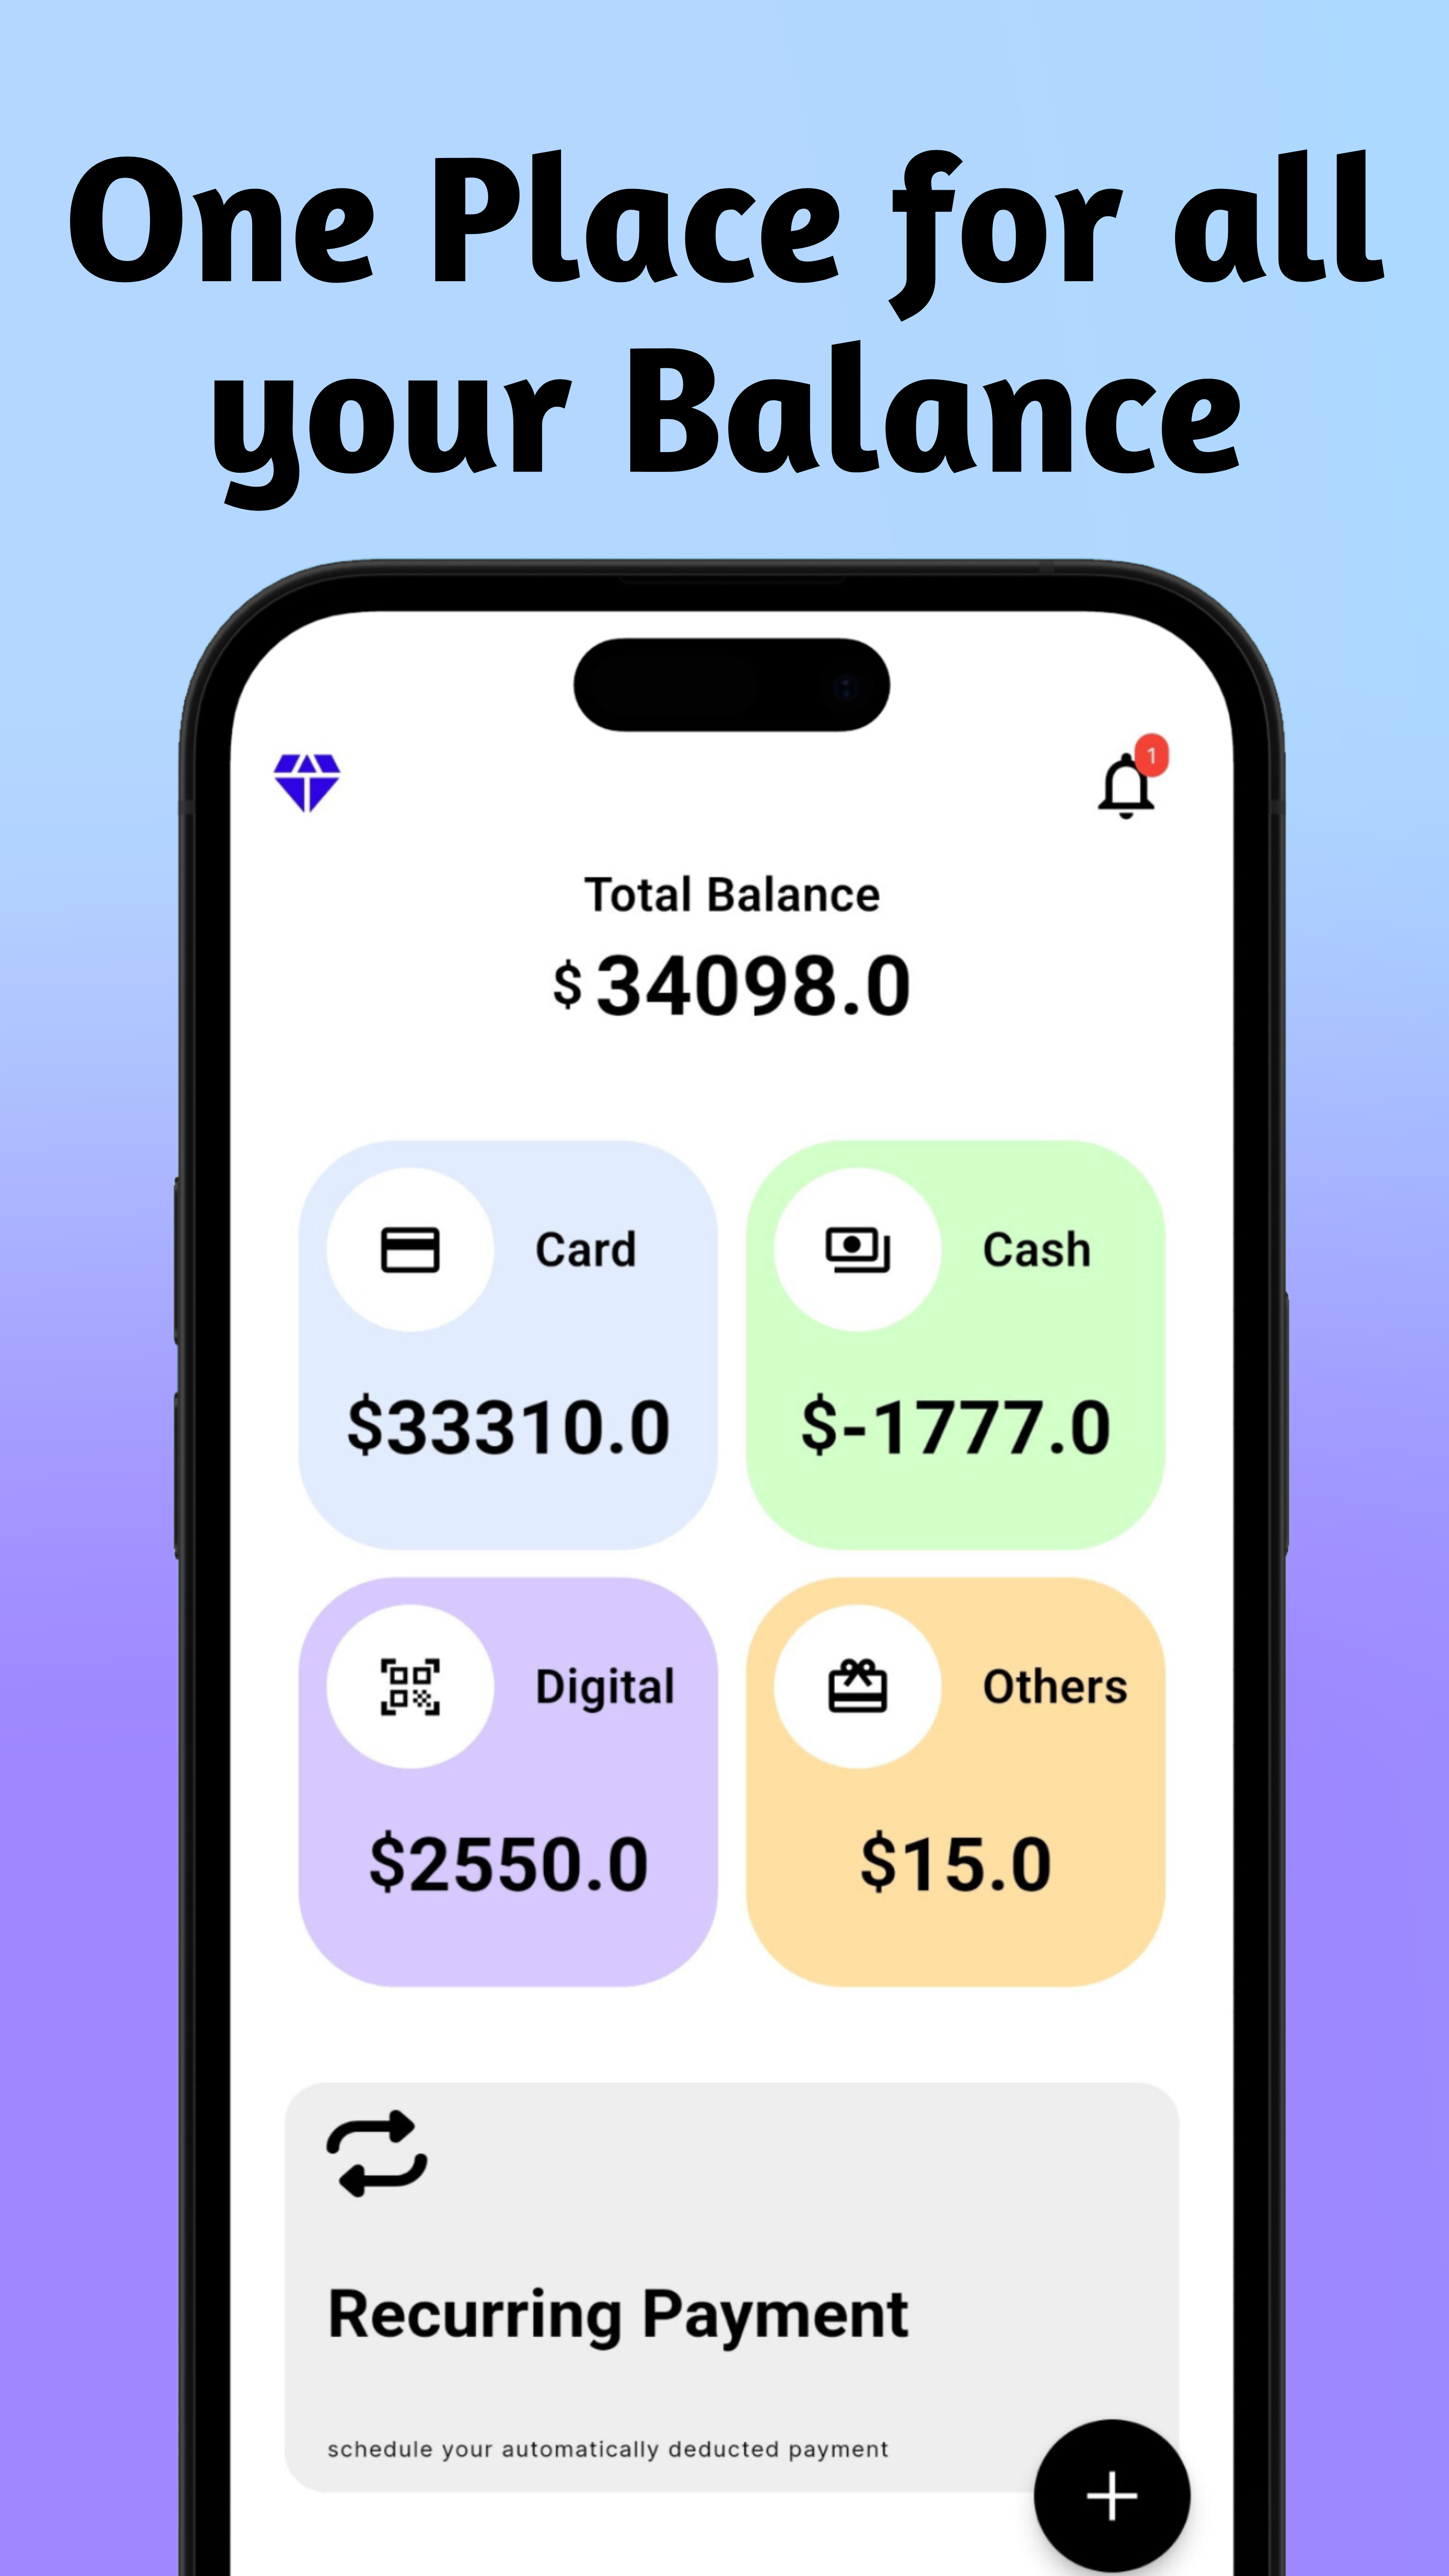 One Place for all
your Balance
1
Total Balance
$ 34098.0
Card
Cash
$33310.0
$-1777.0
Digital
Others
$2550.0
$15.0
Recurring Payment
schedule your automatically deducted payment